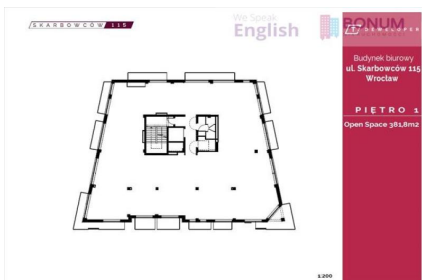 SKARBOWCÓW 115
We Speak
English
BONUM
DEWELOPER
Budynek biurowy
ul. Skarbowców 115
Wrocław
PIĘTRO 1
Open Space 381,8m2
1:200